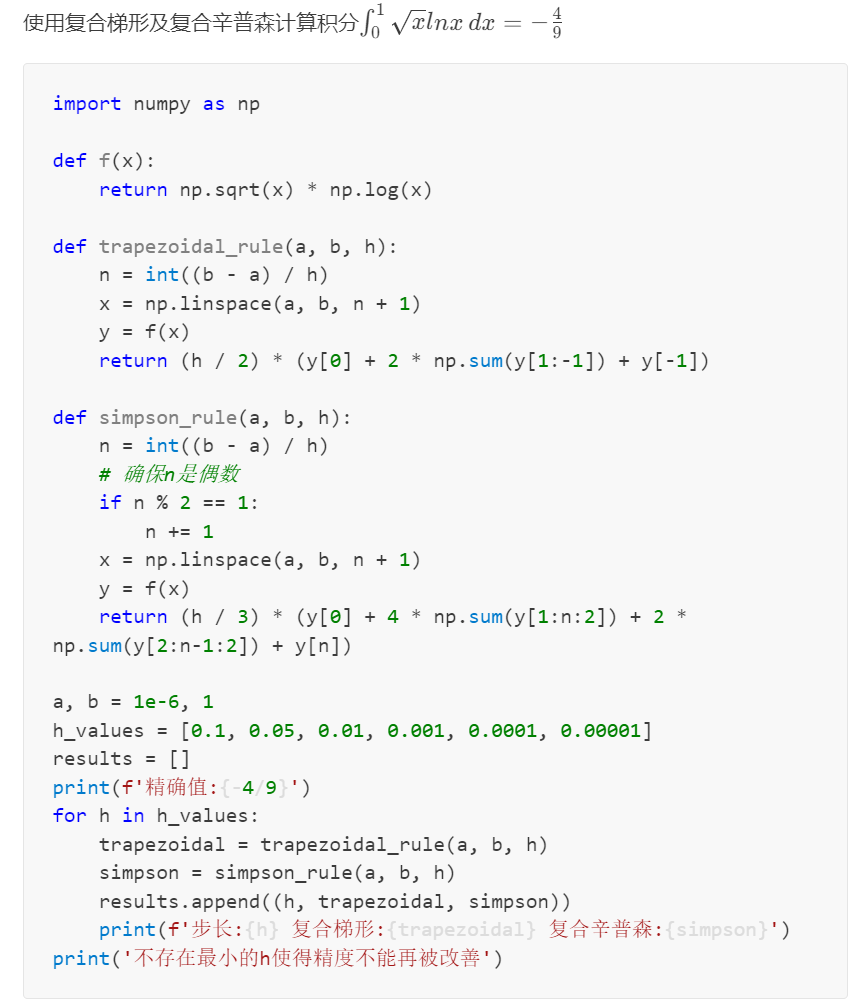 使用复合梯形及复合辛普森计算积分∫₀¹ √x lnx dx = −4/9
import numpy as np
def f(x):
    return np.sqrt(x) * np.log(x)
def trapezoidal_rule(a, b, h):
    n = int((b - a) / h)
    x = np.linspace(a, b, n + 1)
    y = f(x)
    return (h / 2) * (y[0] + 2 * np.sum(y[1:-1]) + y[-1])
def simpson_rule(a, b, h):
    n = int((b - a) / h)
    # 确保n是偶数
    if n % 2 == 1:
        n += 1
    x = np.linspace(a, b, n + 1)
    y = f(x)
    return (h / 3) * (y[0] + 4 * np.sum(y[1:n:2]) + 2 *
np.sum(y[2:n-1:2]) + y[n])
a, b = 1e-6, 1
h_values = [0.1, 0.05, 0.01, 0.001, 0.0001, 0.00001]
results = []
print(f'精确值:{-4/9}')
for h in h_values:
    trapezoidal = trapezoidal_rule(a, b, h)
    simpson = simpson_rule(a, b, h)
    results.append((h, trapezoidal, simpson))
    print(f'步长:{h} 复合梯形:{trapezoidal} 复合辛普森:{simpson}')
print('不存在最小的h使得精度不能再被改善')